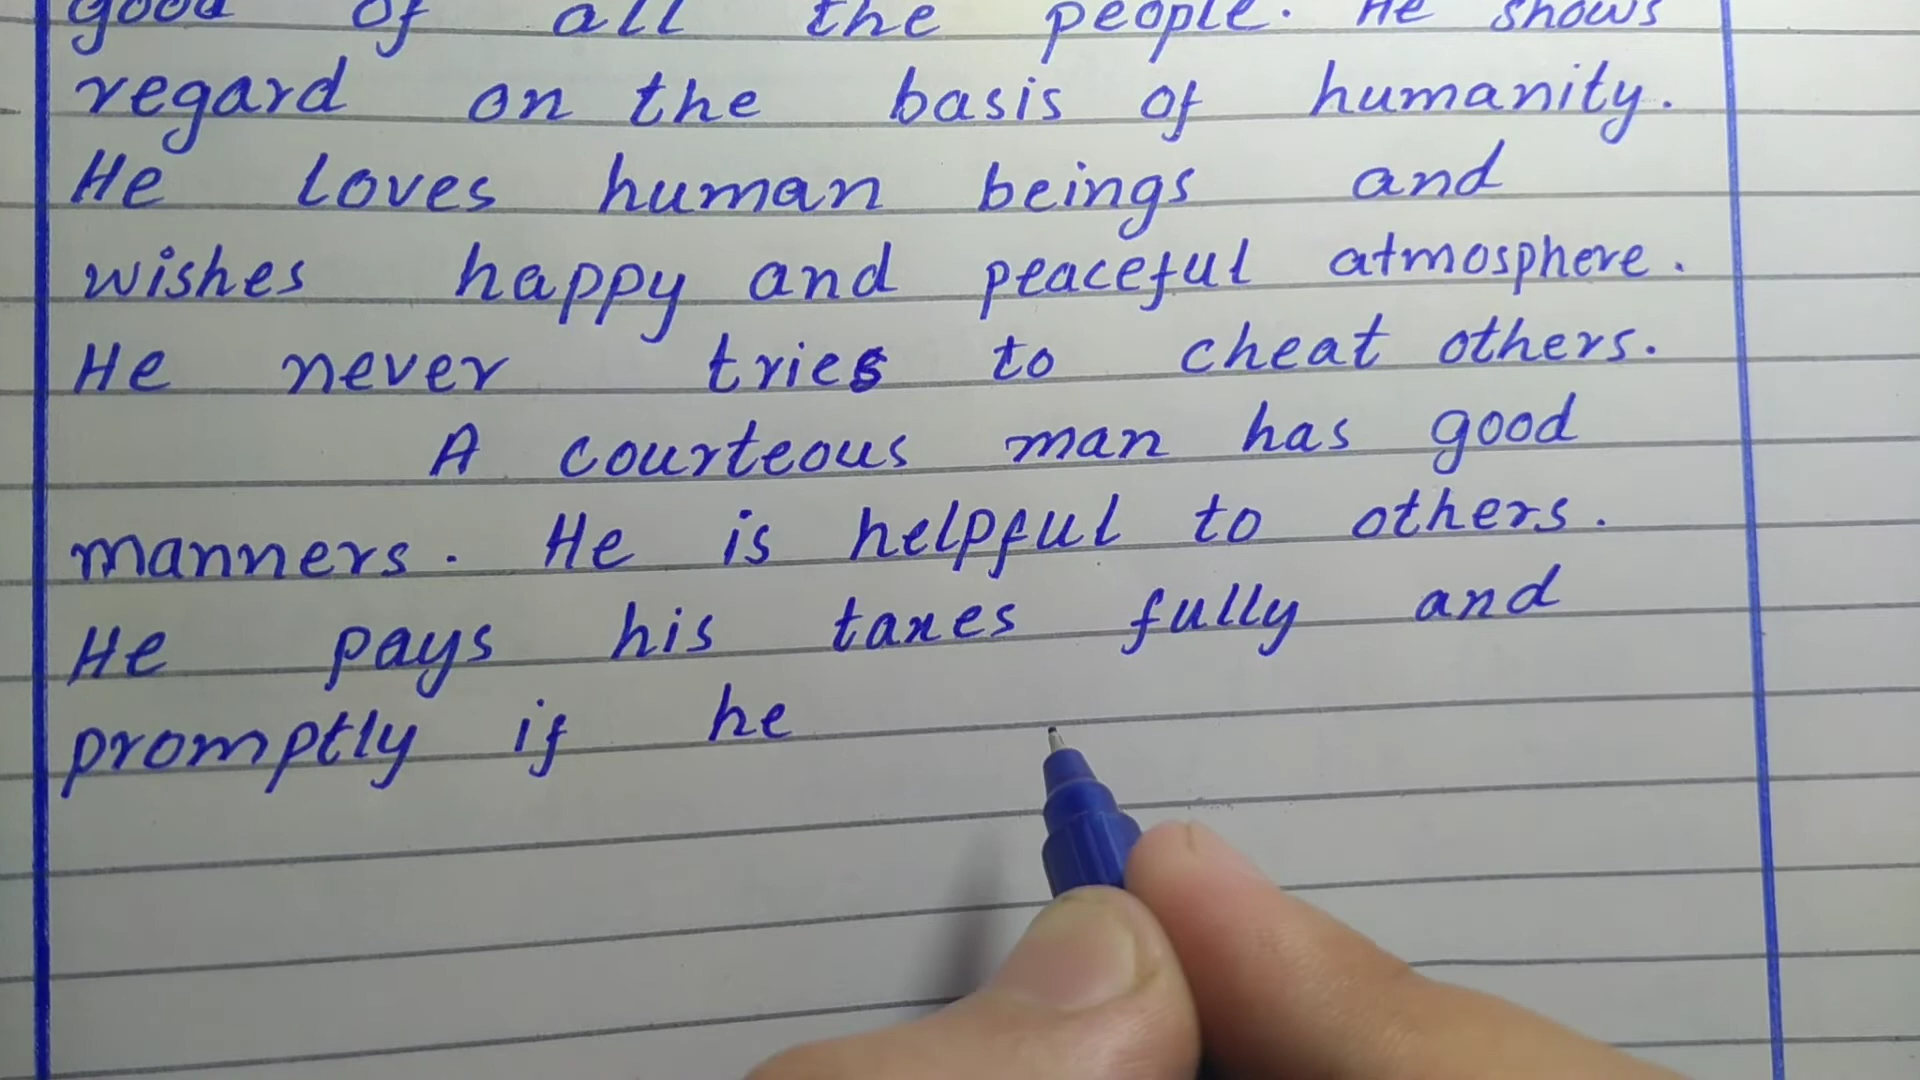 good of all the people. He shows
regard on the basis of humanity.
He loves human beings and
wishes happy and peaceful atmosphere.
He never tries to cheat others.
A courteous man has good
manners. He is helpful to others.
He pays his taxes fully and
promptly if he